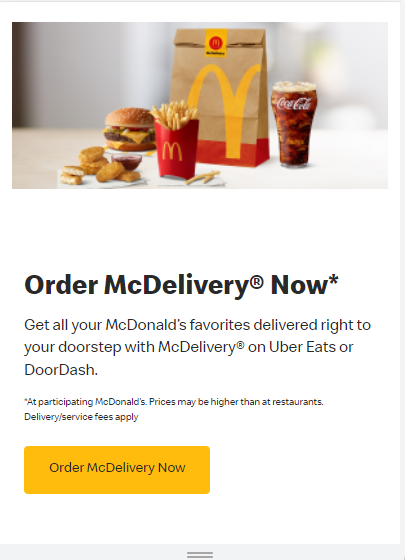 Coca-Cola
Order McDelivery® Now*
Get all your McDonald's favorites delivered right to
your doorstep with McDelivery® on Uber Eats or
DoorDash.
*At participating McDonald's. Prices may be higher than at restaurants.
Delivery/service fees apply
Order McDelivery Now